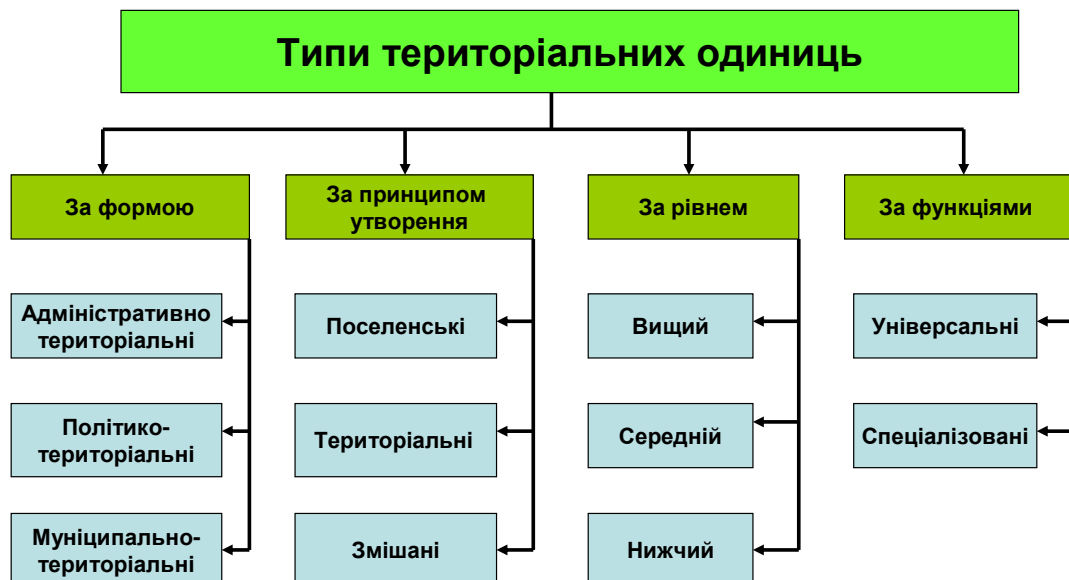 Типи територіальних одиниць
За формою
За принципом
утворення
За рівнем
За функціями
Адміністративно
територіальні
Поселенські
Вищий
Універсальні
Політико-
територіальні
Територіальні
Середній
Спеціалізовані
Муніципально-
територіальні
Змішані
Нижчий